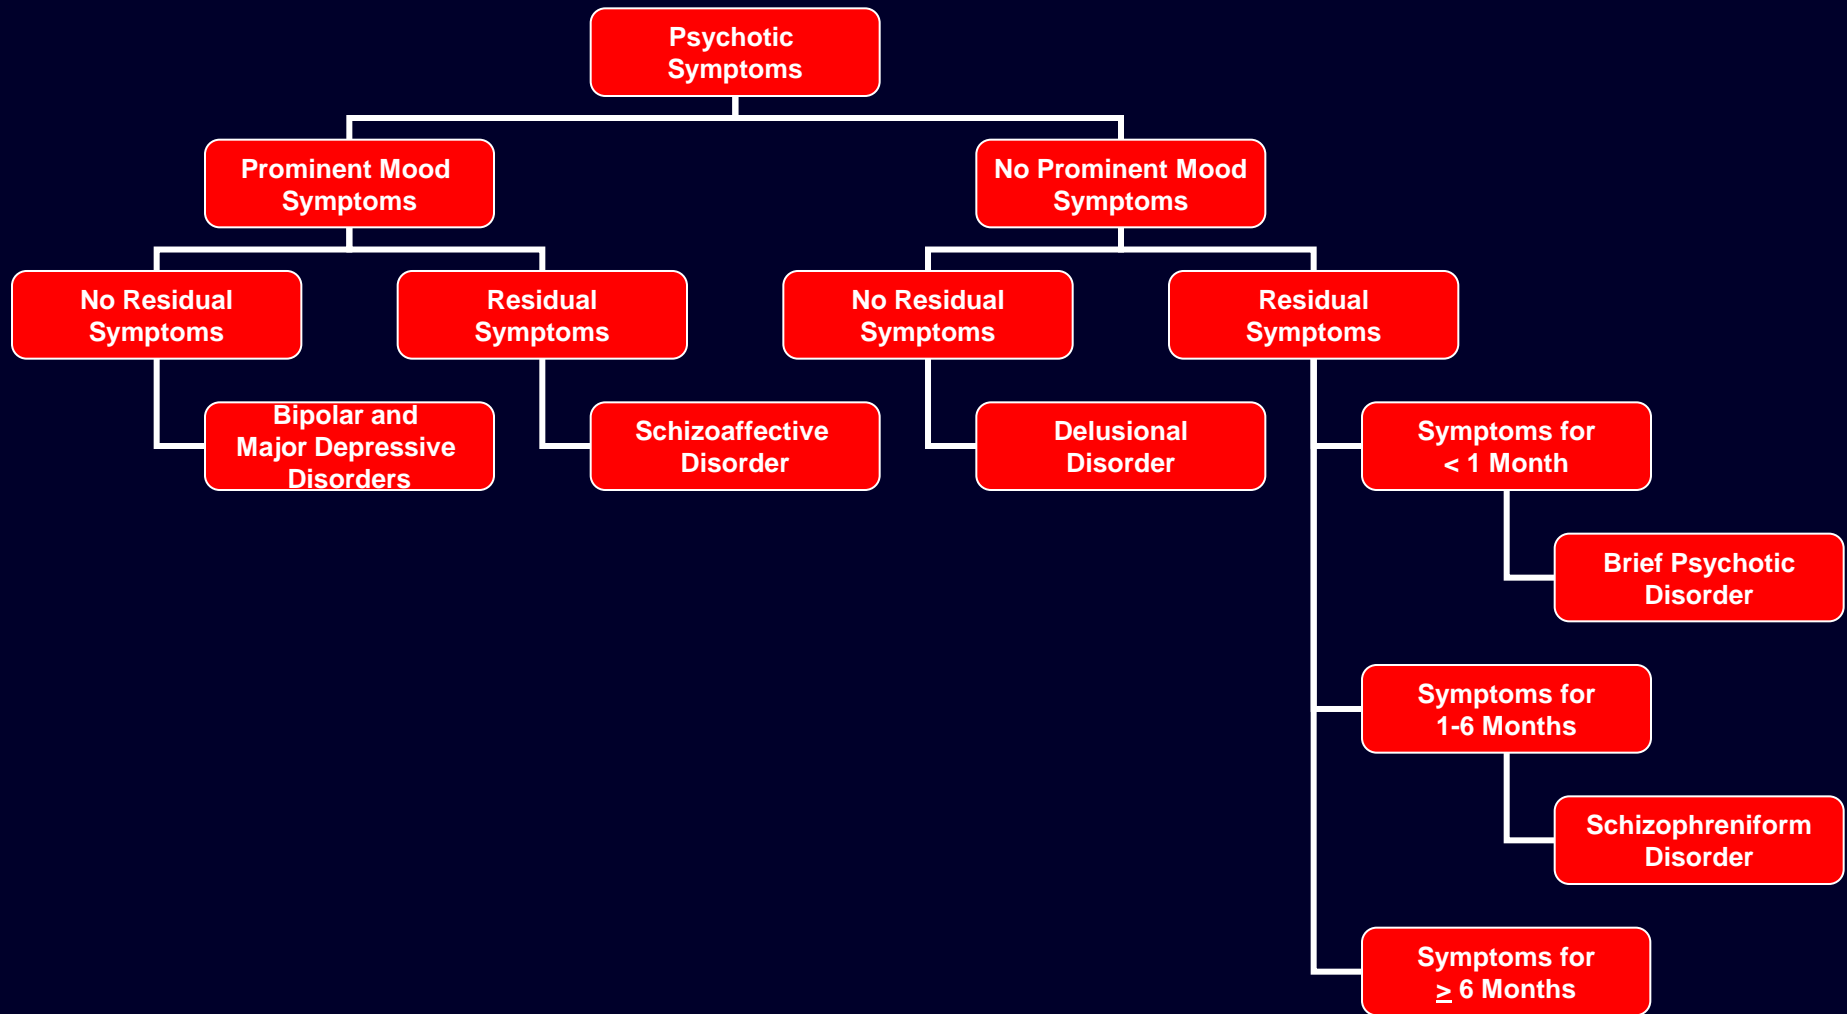 Psychotic
Symptoms
Prominent Mood
Symptoms
No Prominent Mood
Symptoms
No Residual
Symptoms
Residual
Symptoms
No Residual
Symptoms
Residual
Symptoms
Bipolar and
Major Depressive
Disorders
Schizoaffective
Disorder
Delusional
Disorder
Symptoms for
< 1 Month
Brief Psychotic
Disorder
Symptoms for
1-6 Months
Schizophreniform
Disorder
Symptoms for
≥ 6 Months